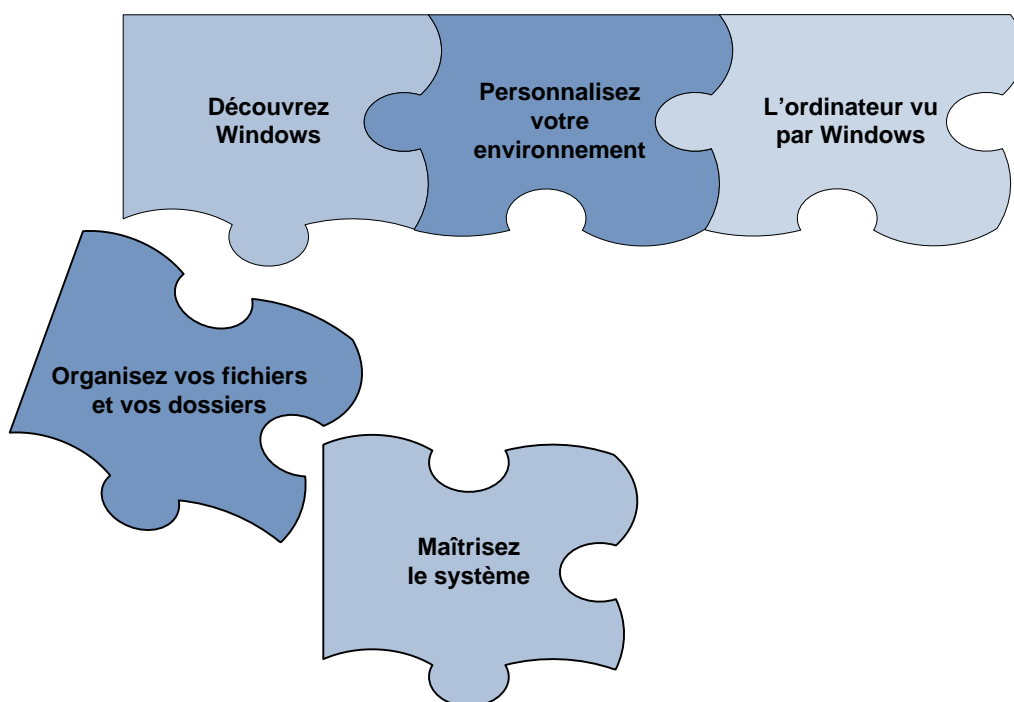 Découvrez
Windows
Personnalisez
votre
environnement
L'ordinateur vu
par Windows
Organisez vos fichiers
et vos dossiers
Maîtrisez
le système